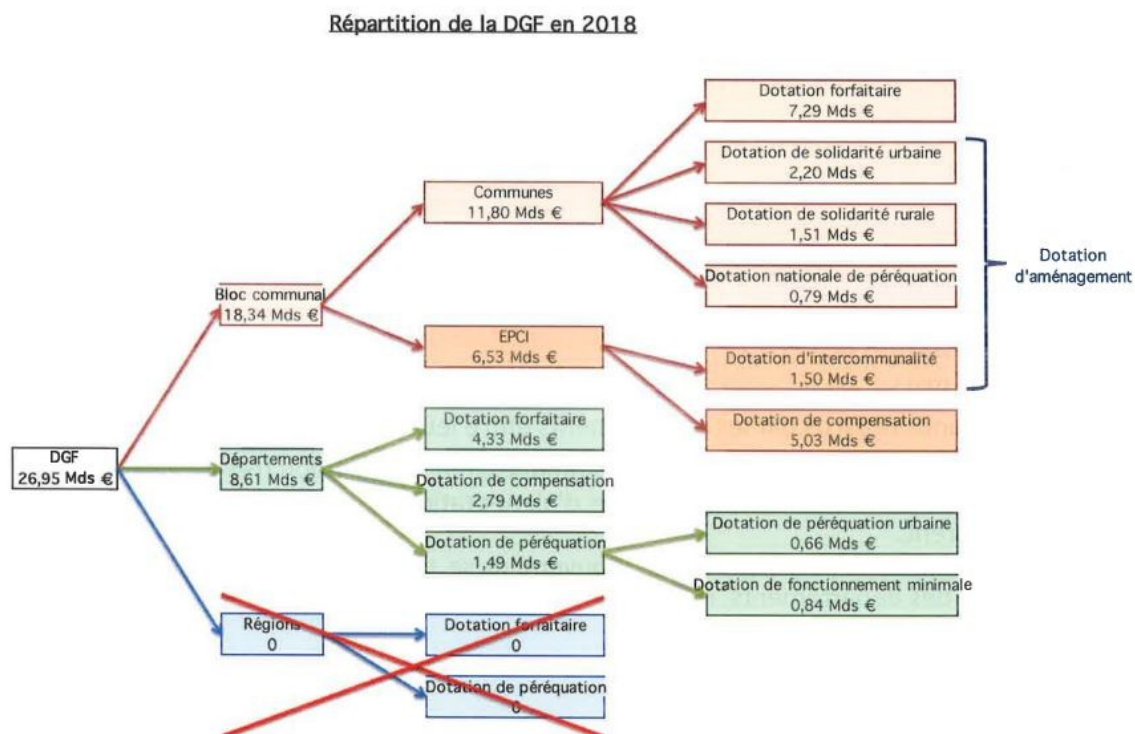 Répartition de la DGF en 2018
Dotation forfaitaire
7,29 Mds €
Dotation de solidarité urbaine
2,20 Mds €
Communes
11,80 Mds €
Dotation de solidarité rurale
1,51 Mds €
Dotation
d'aménagement
Dotation nationale de péréquation
0,79 Mds €
Bloc communal
18,34 Mds €
EPCI
6,53 Mds €
Dotation d'intercommunalité
1,50 Mds €
Dotation de compensation
5,03 Mds €
DGF
26,95 Mds €
Départements
8,61 Mds €
Dotation forfaitaire
4,33 Mds €
Dotation de compensation
2,79 Mds €
Dotation de péréquation
1,49 Mds €
Dotation de péréquation urbaine
0,66 Mds €
Dotation de fonctionnement minimale
0,84 Mds €
Régions
0
Dotation forfaitaire
0
Dotation de péréquation
0